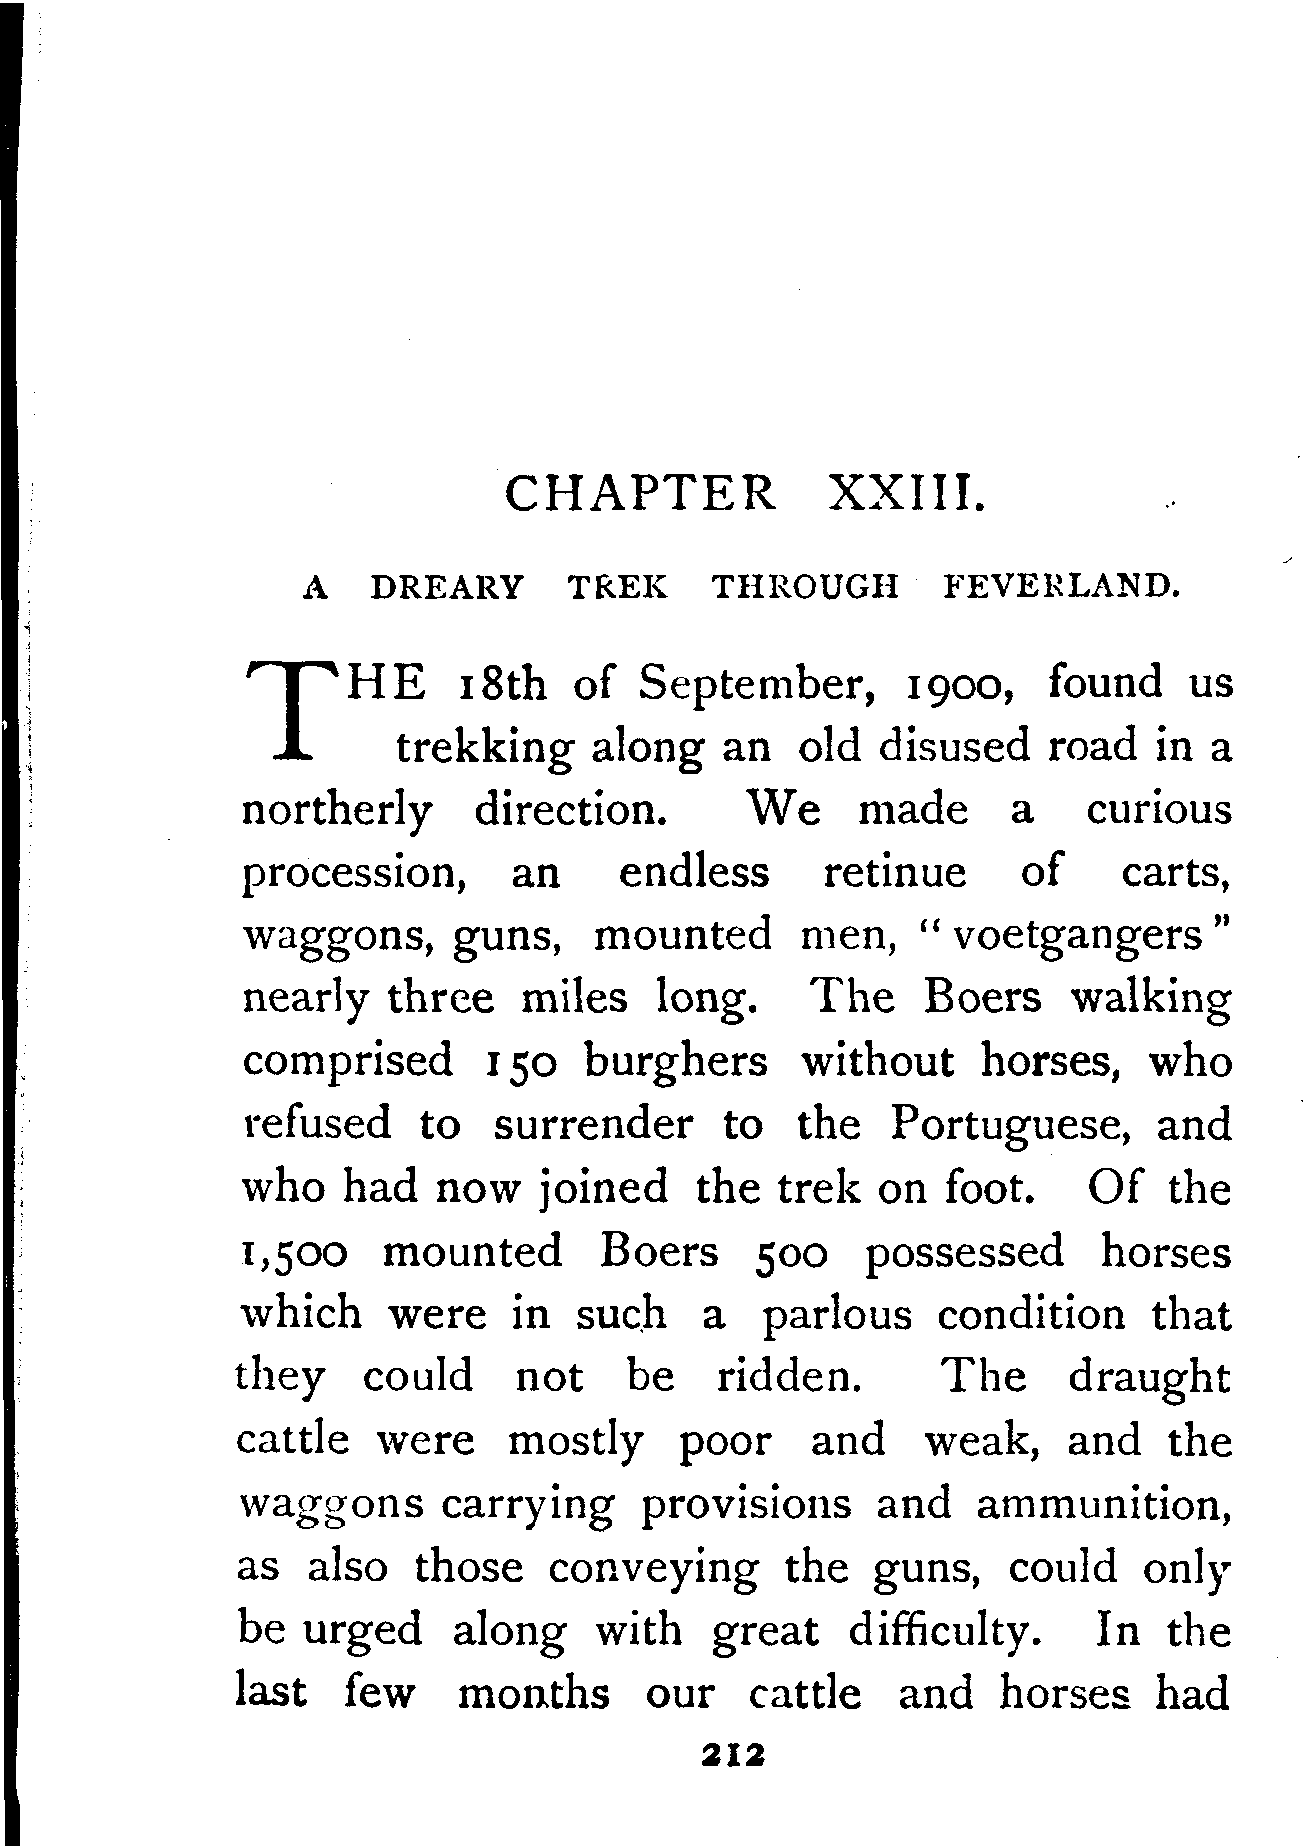 CHAPTER XXIII.
A DREARY TREK THROUGH FEVERLAND.
THE 18th of September, 1900, found us
trekking along an old disused road in a
northerly direction. We made a curious
procession, an endless retinue of carts,
waggons, guns, mounted men, "voetgangers"
nearly three miles long. The Boers walking
comprised 150 burghers without horses, who
refused to surrender to the Portuguese, and
who had now joined the trek on foot. Of the
1,500 mounted Boers 500 possessed horses
which were in such a parlous condition that
they could not be ridden. The draught
cattle were mostly poor and weak, and the
waggons carrying provisions and ammunition,
as also those conveying the guns, could only
be urged along with great difficulty. In the
last few months our cattle and horses had
212